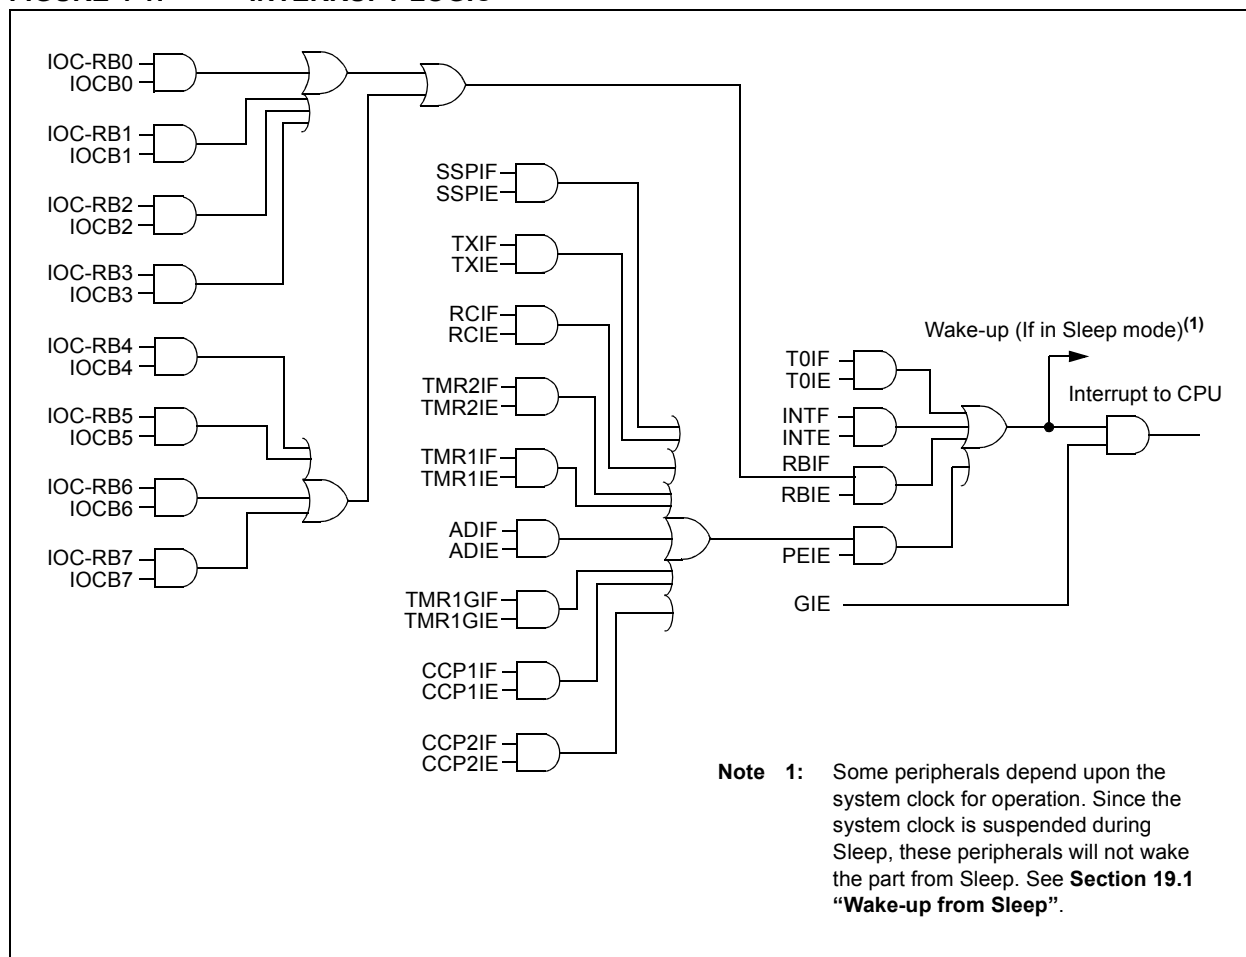 IOC-RB0
IOCB0
IOC-RB1
IOCB1
IOC-RB2
IOCB2
IOC-RB3
IOCB3
IOC-RB4
IOCB4
IOC-RB5
IOCB5
IOC-RB6
IOCB6
IOC-RB7
IOCB7
SSPIF
SSPIE
TXIF
TXIE
RCIF
RCIE
TMR2IF
TMR2IE
TMR1IF
TMR1IE
ADIF
ADIE
TMR1GIF
TMR1GIE
CCP1IF
CCP1IE
CCP2IF
CCP2IE
Wake-up (If in Sleep mode)(1)
T0IF
T0IE
Interrupt to CPU
INTF
INTE
RBIF
RBIE
PEIE
GIE
Note 1: Some peripherals depend upon the
system clock for operation. Since the
system clock is suspended during
Sleep, these peripherals will not wake
the part from Sleep. See Section 19.1
“Wake-up from Sleep”.